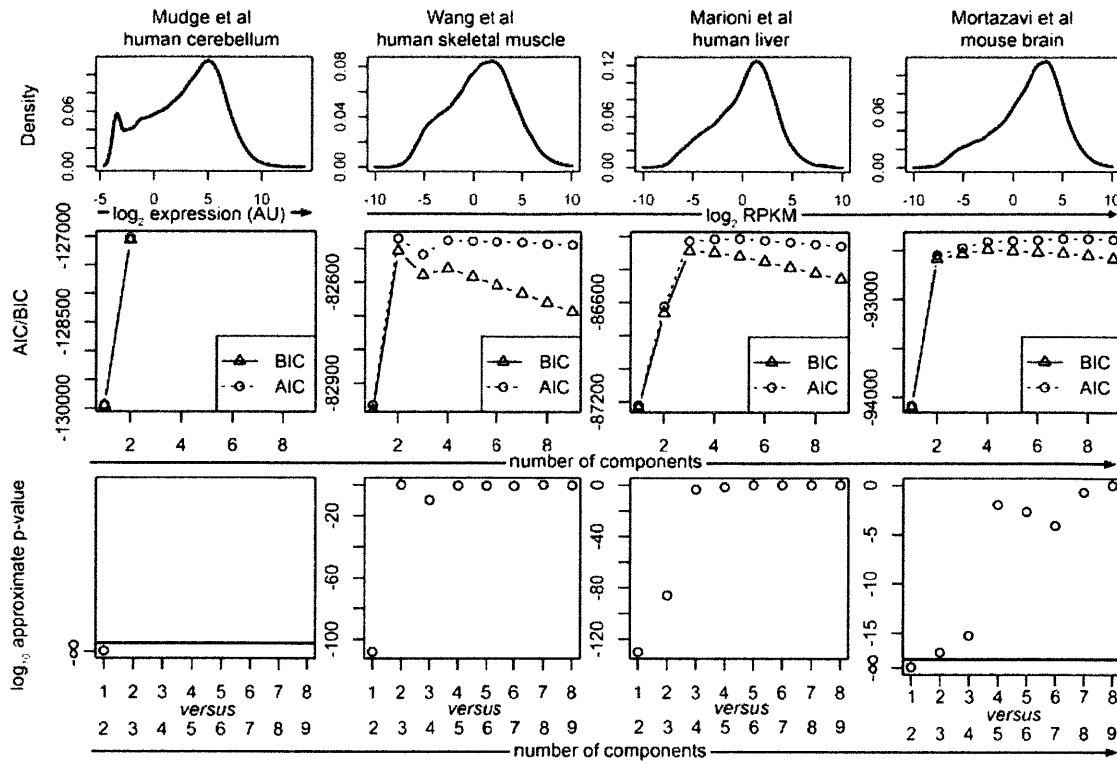 Mudge et al
human cerebellum
Wang et al
human skeletal muscle
Marioni et al
human liver
Mortazavi et al
mouse brain
Density
0.00 0.06
-5 0 5 10
0.00 0.04 0.08
-10 -5 0 5 10
0.00 0.06 0.12
-10 -5 0 5 10
0.00 0.06
-10 -5 0 5 10
log2 expression (AU)
log2 RPKM
AIC/BIC
-130000 -128500 -127000
BIC
AIC
2 4 6 8
-82900 -82600
BIC
AIC
2 4 6 8
-87200 -86600
BIC
AIC
2 4 6 8
-94000 -93000
BIC
AIC
2 4 6 8
number of components
log10 approximate p-value
-∞
1 2 3 4 5 6 7 8
versus
2 3 4 5 6 7 8 9
-100 -60 -20
1 2 3 4 5 6 7 8
versus
2 3 4 5 6 7 8 9
-120 -80 -40 0
1 2 3 4 5 6 7 8
versus
2 3 4 5 6 7 8 9
-∞ -15 -5 0
1 2 3 4 5 6 7 8
versus
2 3 4 5 6 7 8 9
number of components